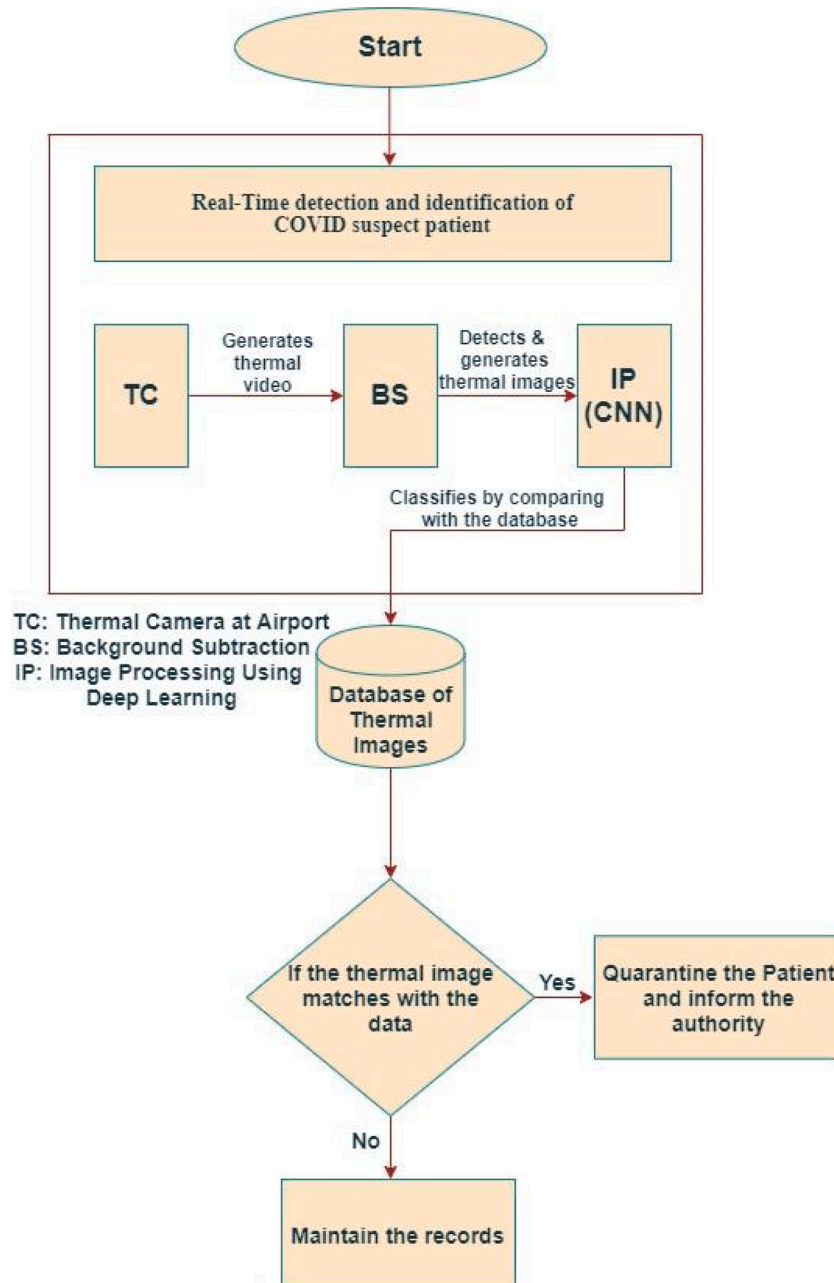 Start
Real-Time detection and identification of
COVID suspect patient
TC
Generates
thermal
video
BS
Detects &
generates
thermal images
IP
(CNN)
Classifies by comparing
with the database
TC: Thermal Camera at Airport
BS: Background Subtraction
IP: Image Processing Using
Deep Learning
Database of
Thermal
Images
If the thermal image
matches with the
data
Yes
Quarantine the Patient
and inform the
authority
No
Maintain the records